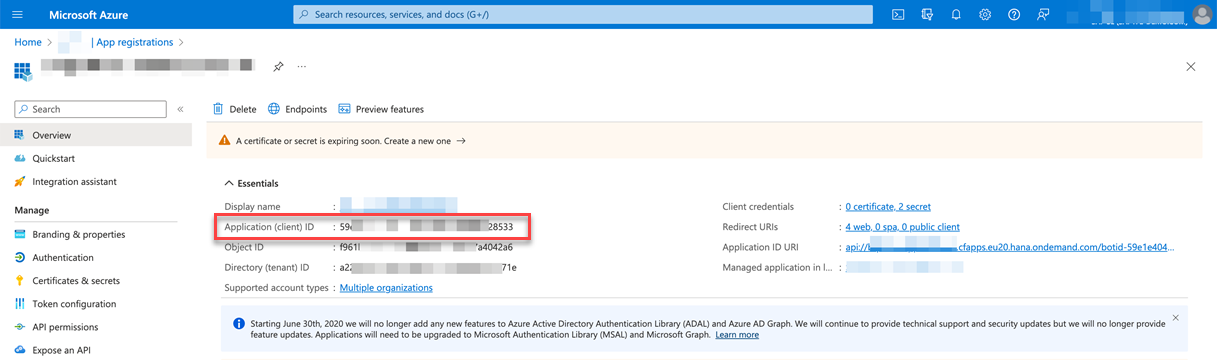 Microsoft Azure
Search resources, services, and docs (G+/)
Home
| App registrations
Search
Delete
Endpoints
Preview features
A certificate or secret is expiring soon. Create a new one →
Overview
Quickstart
Integration assistant
Manage
Branding & properties
Authentication
Certificates & secrets
Token configuration
API permissions
Expose an API
Essentials
Display name :
Application (client) ID : 59 28533
Object ID : f961 a4042a6
Directory (tenant) ID : a22 71e
Supported account types : Multiple organizations
Client credentials : 0 certificate, 2 secret
Redirect URIs : 4 web, 0 spa, 0 public client
Application ID URI : api:// cfapps.eu20.hana.ondemand.com/botid-59e1e404...
Managed application in l... :
Starting June 30th, 2020 we will no longer add any new features to Azure Active Directory Authentication Library (ADAL) and Azure AD Graph. We will continue to provide technical support and security updates but we will no longer provide
feature updates. Applications will need to be upgraded to Microsoft Authentication Library (MSAL) and Microsoft Graph. Learn more